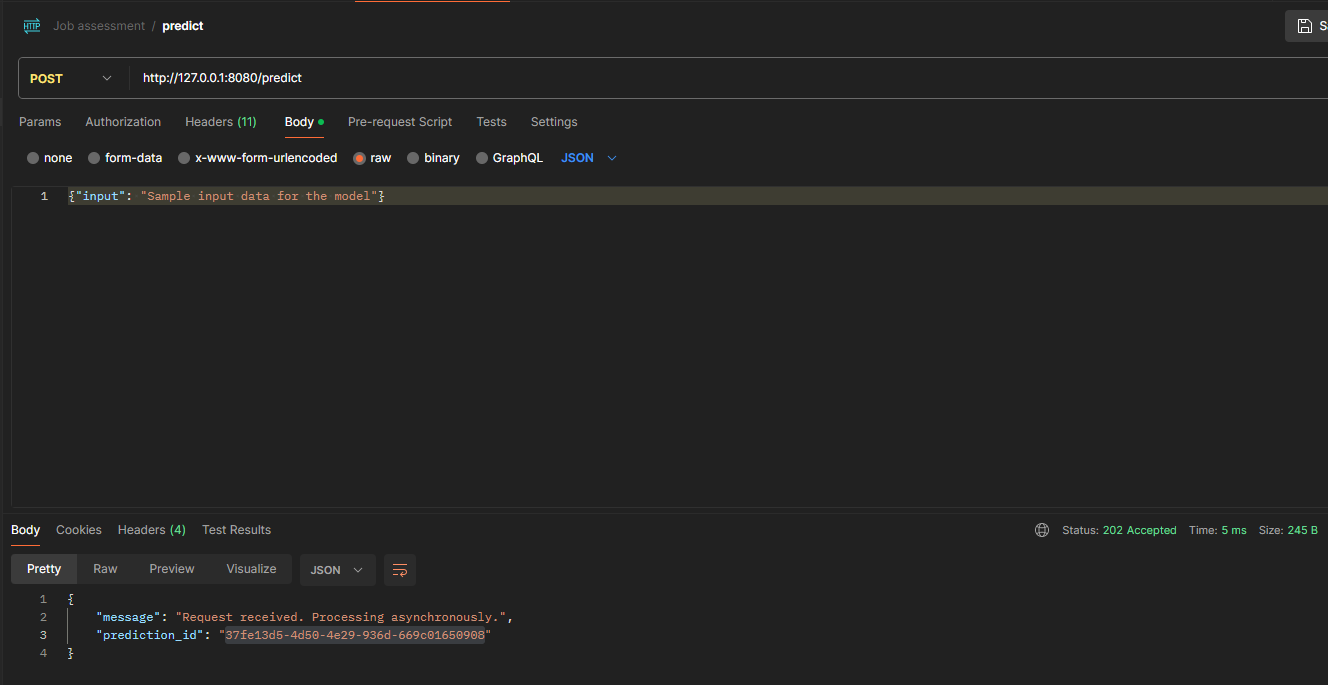 HTTP Job assessment / predict S
POST http://127.0.0.1:8080/predict
Params Authorization Headers (11) Body Pre-request Script Tests Settings
none form-data x-www-form-urlencoded raw binary GraphQL JSON
1 {"input": "Sample input data for the model"}
Body Cookies Headers (4) Test Results Status: 202 Accepted Time: 5 ms Size: 245 B
Pretty Raw Preview Visualize JSON
1 {
2 "message": "Request received. Processing asynchronously.",
3 "prediction_id": "37fe13d5-4d50-4e29-936d-669c01650908"
4 }